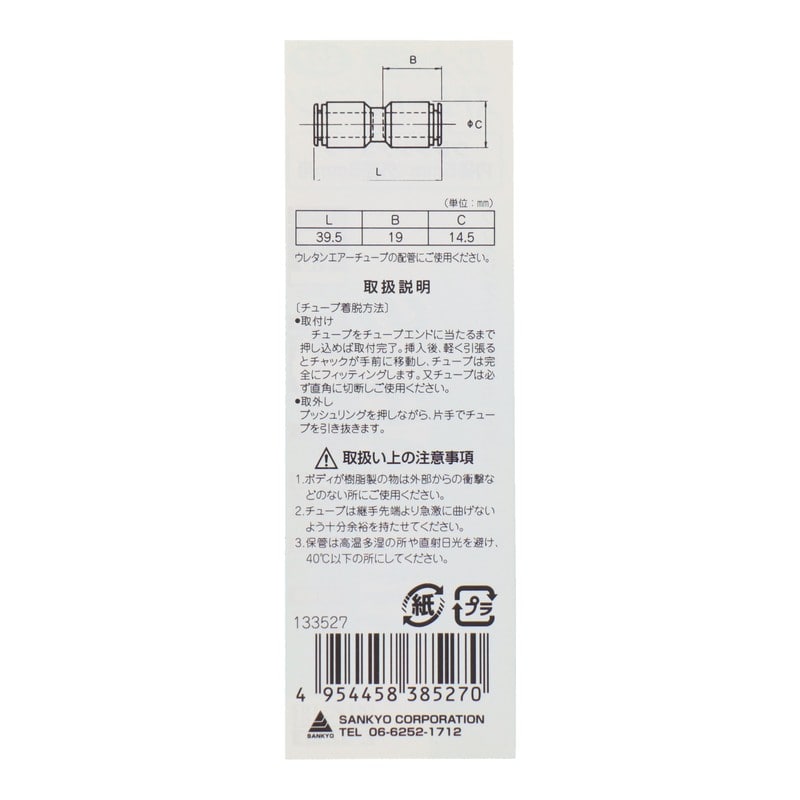 B
φC
L
(単位:mm)
L B C
39.5 19 14.5
ウレタンエアーチューブの配管にご使用ください。
取扱説明
〔チューブ着脱方法〕
●取付け
チューブをチューブエンドに当たるまで
押し込めば取付完了。挿入後、軽く引張る
とチャックが手前に移動し、チューブは完
全にフィッティングします。又チューブは必
ず直角に切断しご使用ください。
●取外し
プッシュリングを押しながら、片手でチュー
ブを引き抜きます。
取扱い上の注意事項
1.ボディが樹脂製の物は外部からの衝撃な
どのない所にご使用ください。
2.チューブは継手先端より急激に曲げない
よう十分余裕を持たせてください。
3.保管は高温多湿の所や直射日光を避け、
40℃以下の所にしてください。
紙 プラ
133527
4 954458 385270
SANKYO SANKYO CORPORATION
TEL 06-6252-1712